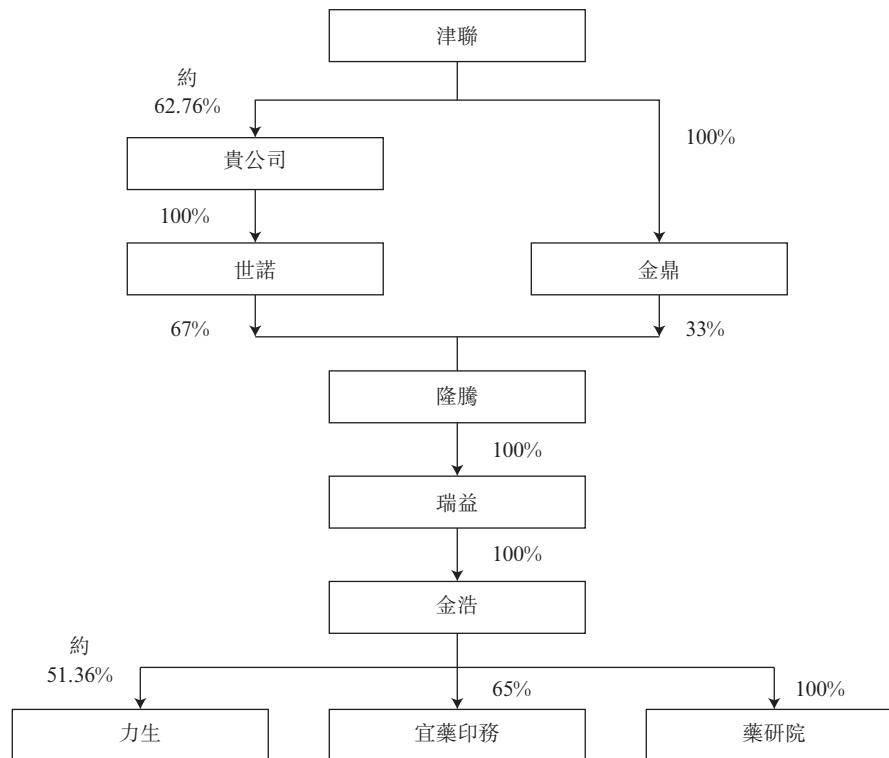 津聯
約
62.76%
100%
貴公司
100%
世諾
金鼎
67%
33%
隆騰
100%
瑞益
100%
金浩
約
51.36%
65%
100%
力生
宜藥印務
藥研院